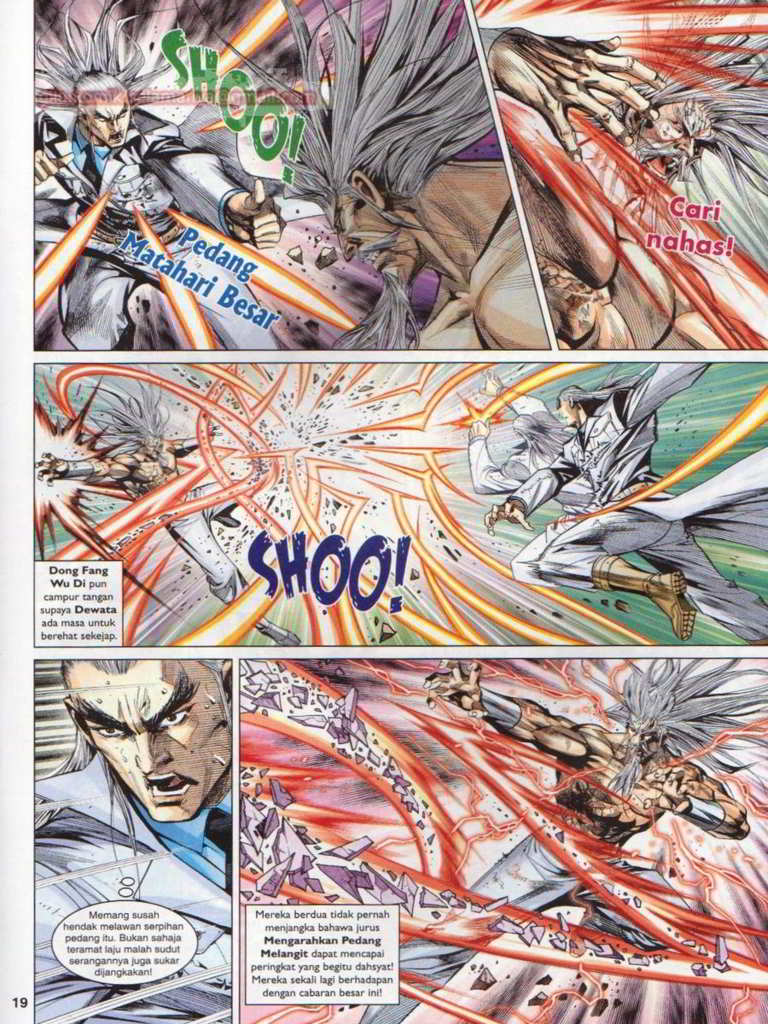 SHOO!
Pedang
Matahari Besar
Cari
nahas!
SHOO!
Dong Fang
Wu Di pun
campur tangan
supaya Dewata
ada masa untuk
berehat sekejap.
Memang susah
hendak melawan serpihan
pedang itu. Bukan sahaja
teramat laju malah sudut
serangannya juga sukar
dijangkakan!
Mereka berdua tidak pernah
menjangka bahawa jurus
Mengarahkan Pedang
Melangit dapat mencapai
peringkat yang begitu dahsyat!
Mereka sekali lagi berhadapan
dengan cabaran besar ini!
19